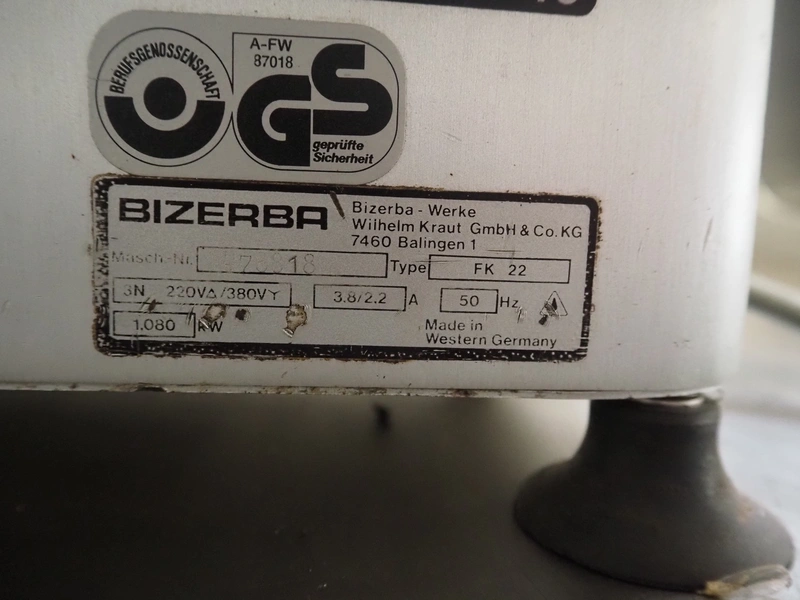 BERUFSGENOSSENSCHAFT
A-FW
87018
GS
geprüfte
Sicherheit
BIZERBA
Bizerba - Werke
Wilhelm Kraut GmbH & Co. KG
7460 Balingen 1
Masch.-Nr.
Type FK 22
3N 220VΔ/380VY 3.8/2.2 A 50 Hz
1.080 kW
Made in
Western Germany